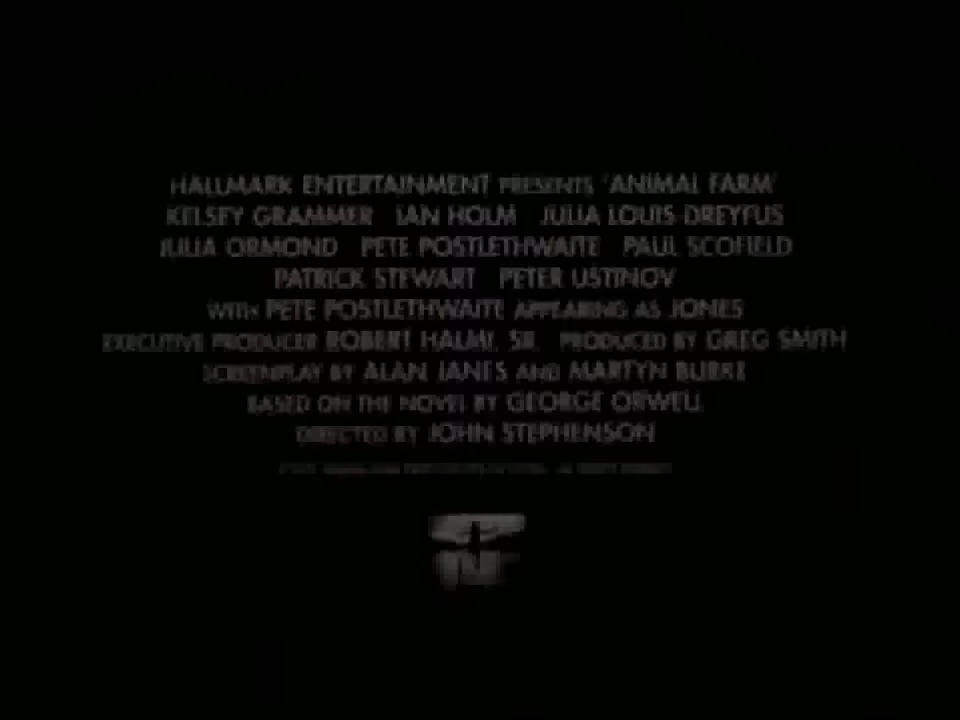 HALLMARK ENTERTAINMENT PRESENTS 'ANIMAL FARM'
KELSEY GRAMMER IAN HOLM JULIA LOUIS-DREYFUS
JULIA ORMOND PETE POSTLETHWAITE PAUL SCOFIELD
PATRICK STEWART PETER USTINOV
WITH PETE POSTLETHWAITE APPEARING AS JONES
EXECUTIVE PRODUCER ROBERT HALMI, SR. PRODUCED BY GREG SMITH
SCREENPLAY BY ALAN JANES AND MARTYN BURKE
BASED ON THE NOVEL BY GEORGE ORWELL
DIRECTED BY JOHN STEPHENSON